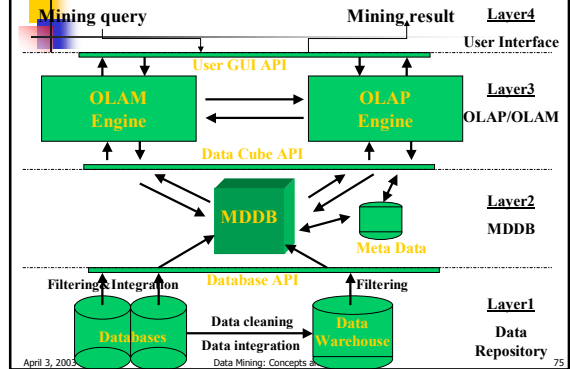 Mining query
Mining result
Layer4
User Interface
User GUI API
OLAM
Engine
OLAP
Engine
Layer3
OLAP/OLAM
Data Cube API
MDDB
Meta Data
Layer2
MDDB
Filtering&Integration
Database API
Filtering
Layer1
Data
Repository
Databases
Data cleaning
Data integration
Data
Warehouse
April 3, 2003
Data Mining: Concepts
75